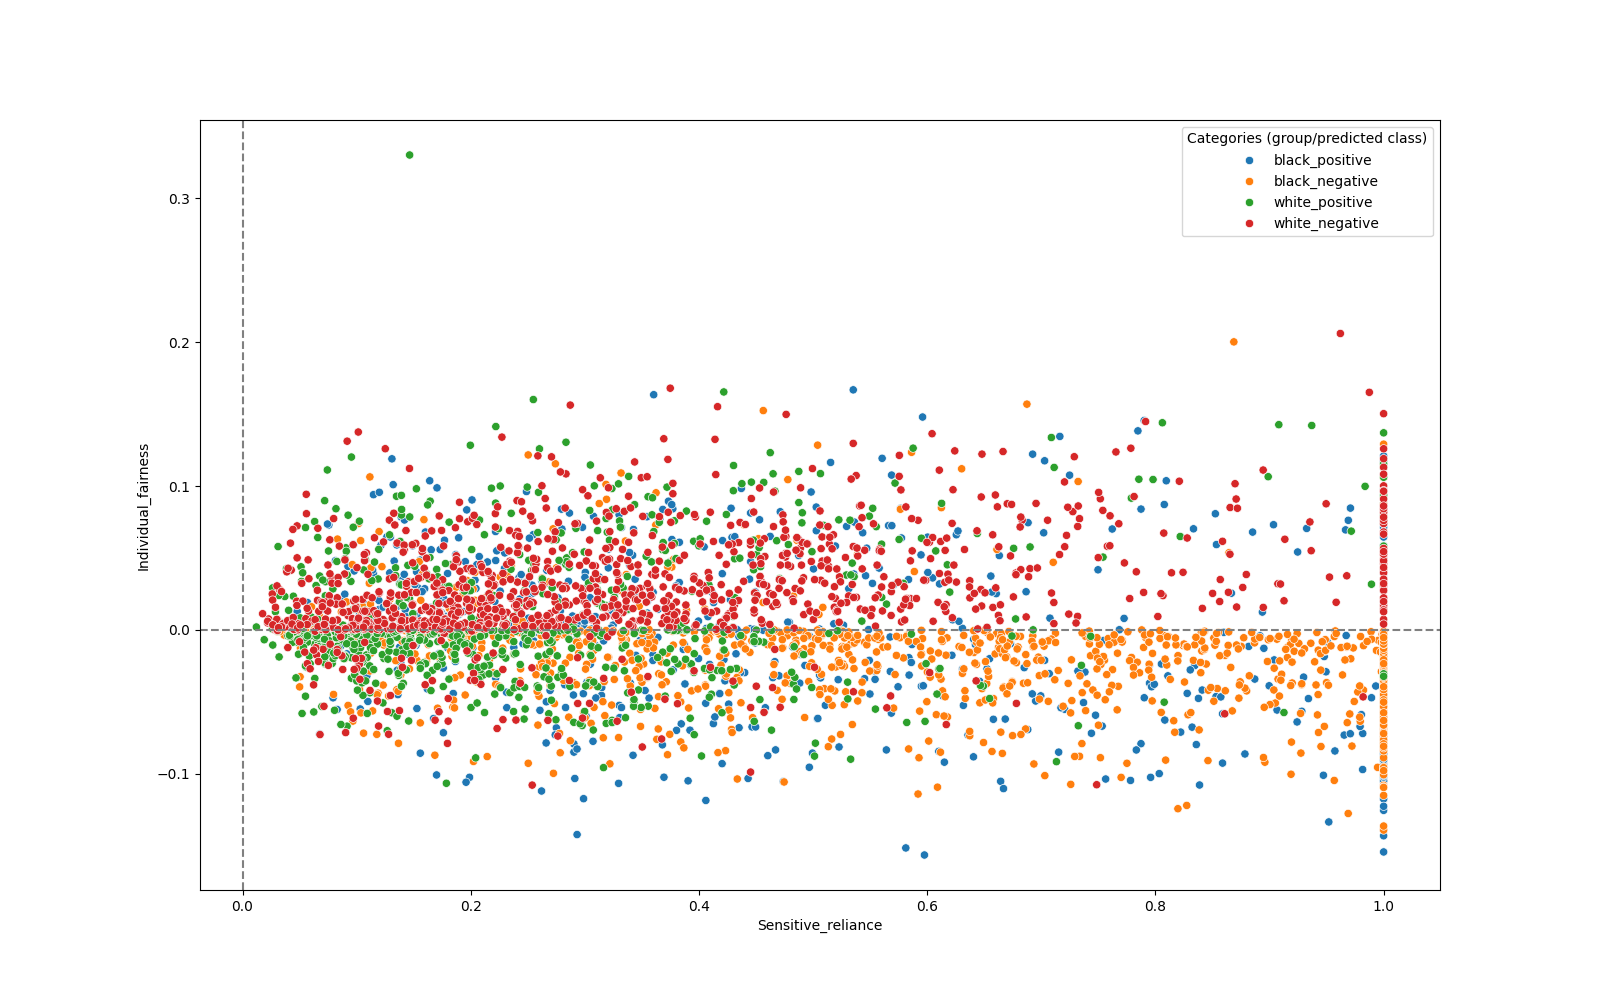 Categories (group/predicted class)
black_positive
black_negative
white_positive
white_negative
Individual_fairness
0.3
0.2
0.1
0.0
−0.1
0.0 0.2 0.4 0.6 0.8 1.0
Sensitive_reliance